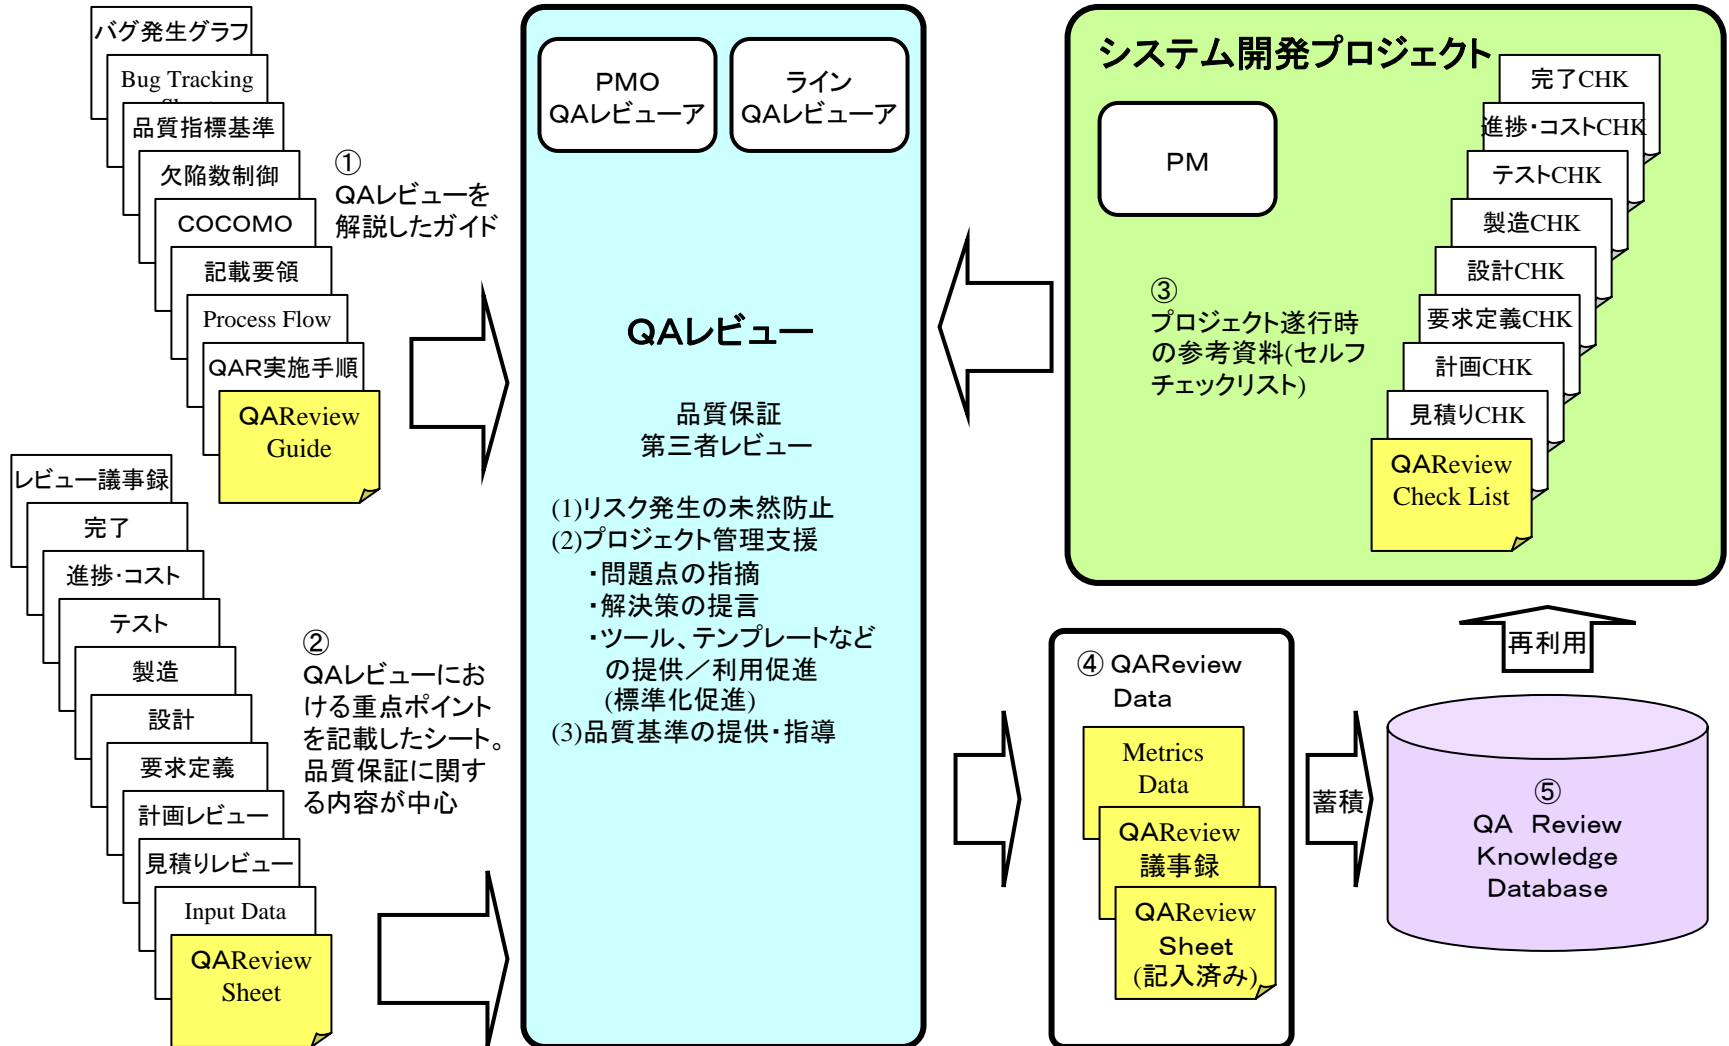 バグ発生グラフ
Bug Tracking
品質指標基準
欠陥数制御
COCOMO
記載要領
Process Flow
QAR実施手順
QAReview
Guide
①
QAレビューを
解説したガイド
レビュー議事録
完了
進捗・コスト
テスト
製造
設計
要求定義
計画レビュー
見積りレビュー
Input Data
QAReview
Sheet
②
QAレビューにお
ける重点ポイント
を記載したシート。
品質保証に関す
る内容が中心
PMO
QAレビューア
ライン
QAレビューア
QAレビュー
品質保証
第三者レビュー
(1)リスク発生の未然防止
(2)プロジェクト管理支援
・問題点の指摘
・解決策の提言
・ツール、テンプレートなど
の提供／利用促進
(標準化促進)
(3)品質基準の提供・指導
システム開発プロジェクト
PM
③
プロジェクト遂行時
の参考資料(セルフ
チェックリスト)
完了CHK
進捗・コストCHK
テストCHK
製造CHK
設計CHK
要求定義CHK
計画CHK
見積りCHK
QAReview
Check List
④ QAReview
Data
Metrics
Data
QAReview
議事録
QAReview
Sheet
(記入済み)
蓄積
再利用
⑤
QA Review
Knowledge
Database